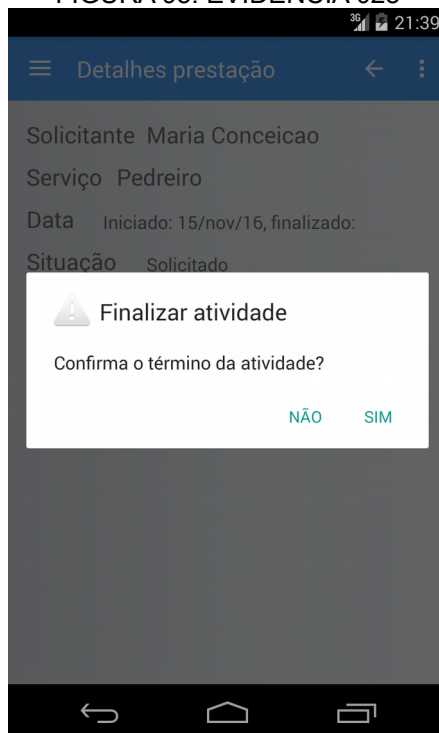 3G 21:39
Detalhes prestação
Solicitante Maria Conceicao
Serviço Pedreiro
Data Iniciado: 15/nov/16, finalizado:
Situação Solicitado
Finalizar atividade
Confirma o término da atividade?
NÃO SIM